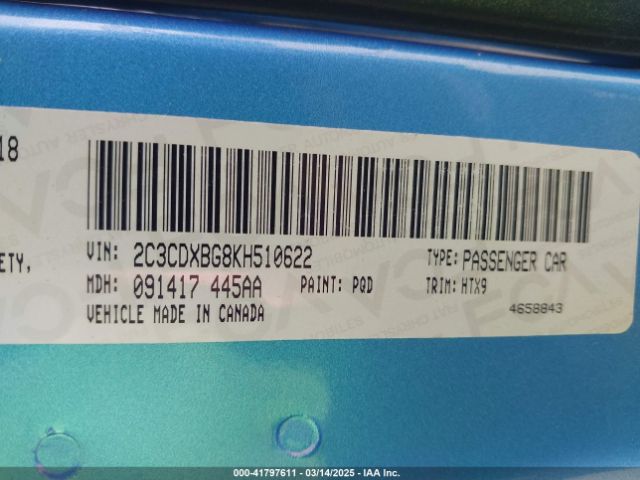 18
VIN: 2C3CDXBG8KH510622 TYPE: PASSENGER CAR
ETY,
MDH: 091417 445AA PAINT: PQD TRIM: HTX9
VEHICLE MADE IN CANADA 4658843
000-41797611 - 03/14/2025 - IAA Inc.